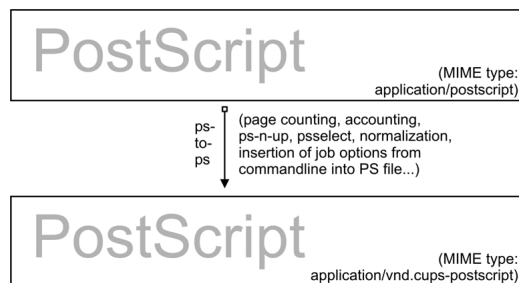 PostScript
(MIME type:
application/postscript)
ps-
to-
ps
(page counting, accounting,
ps-n-up, psselect, normalization,
insertion of job options from
commandline into PS file...)
PostScript
(MIME type:
application/vnd.cups-postscript)